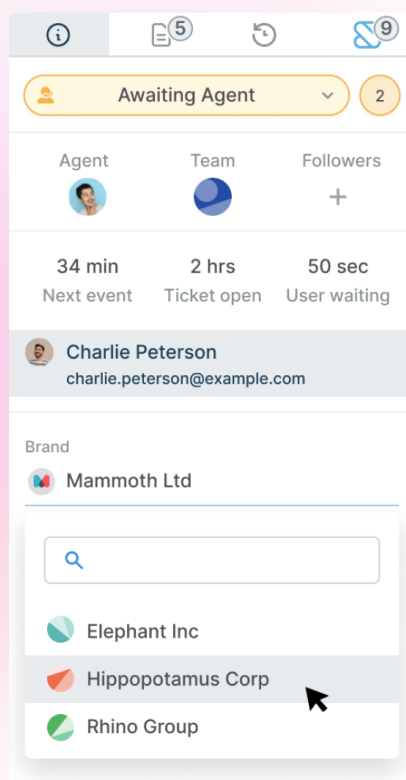 5
9
Awaiting Agent
2
Agent Team Followers
34 min 2 hrs 50 sec
Next event Ticket open User waiting
Charlie Peterson
charlie.peterson@example.com
Brand
Mammoth Ltd
Elephant Inc
Hippopotamus Corp
Rhino Group